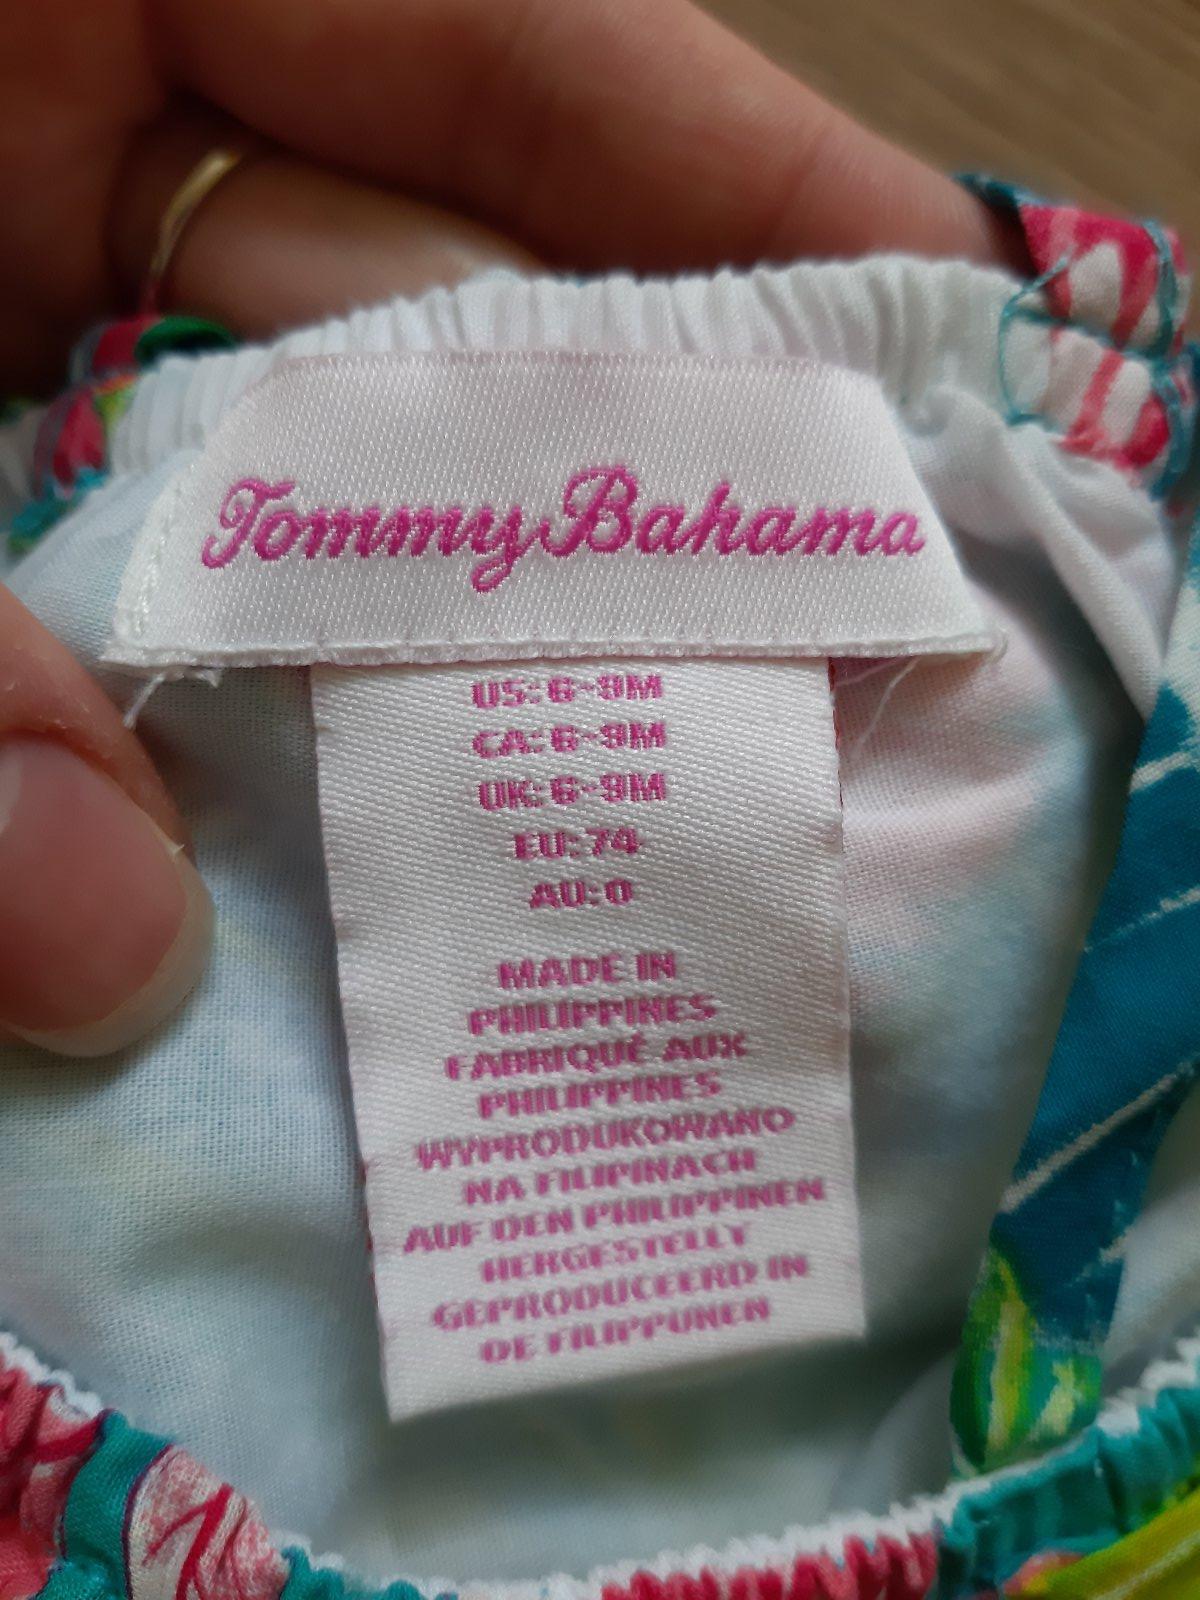 Tommy Bahama
US: 6-9M
CA: 6-9M
UK: 6-9M
EU: 74
AU: 0
MADE IN
PHILIPPINES
FABRIQUÉ AUX
PHILIPPINES
WYPRODUKOWANO
NA FILIPINACH
AUF DEN PHILIPPINEN
HERGESTELLT
GEPRODUCEERD IN
DE FILIPPIJNEN